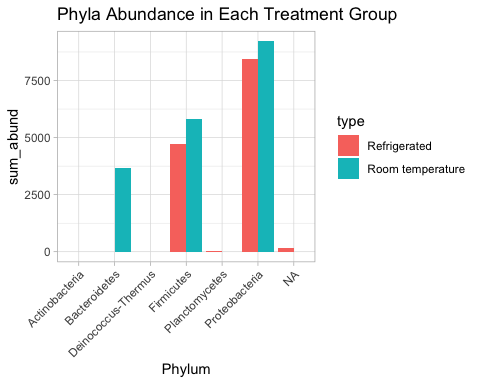 Phyla Abundance in Each Treatment Group
sum_abund
7500
5000
2500
0
Actinobacteria
Bacteroidetes
Deinococcus-Thermus
Firmicutes
Planctomycetes
Proteobacteria
NA
Phylum
type
Refrigerated
Room temperature